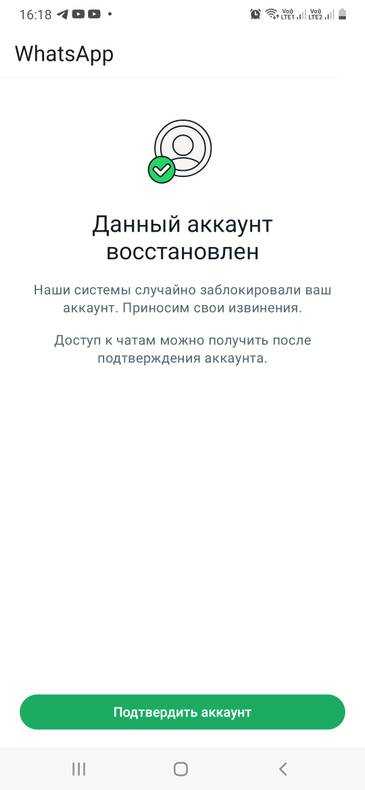 16:18
Vo) LTE1 Vo) LTE2
WhatsApp
Данный аккаунт
восстановлен
Наши системы случайно заблокировали ваш
аккаунт. Приносим свои извинения.
Доступ к чатам можно получить после
подтверждения аккаунта.
Подтвердить аккаунт